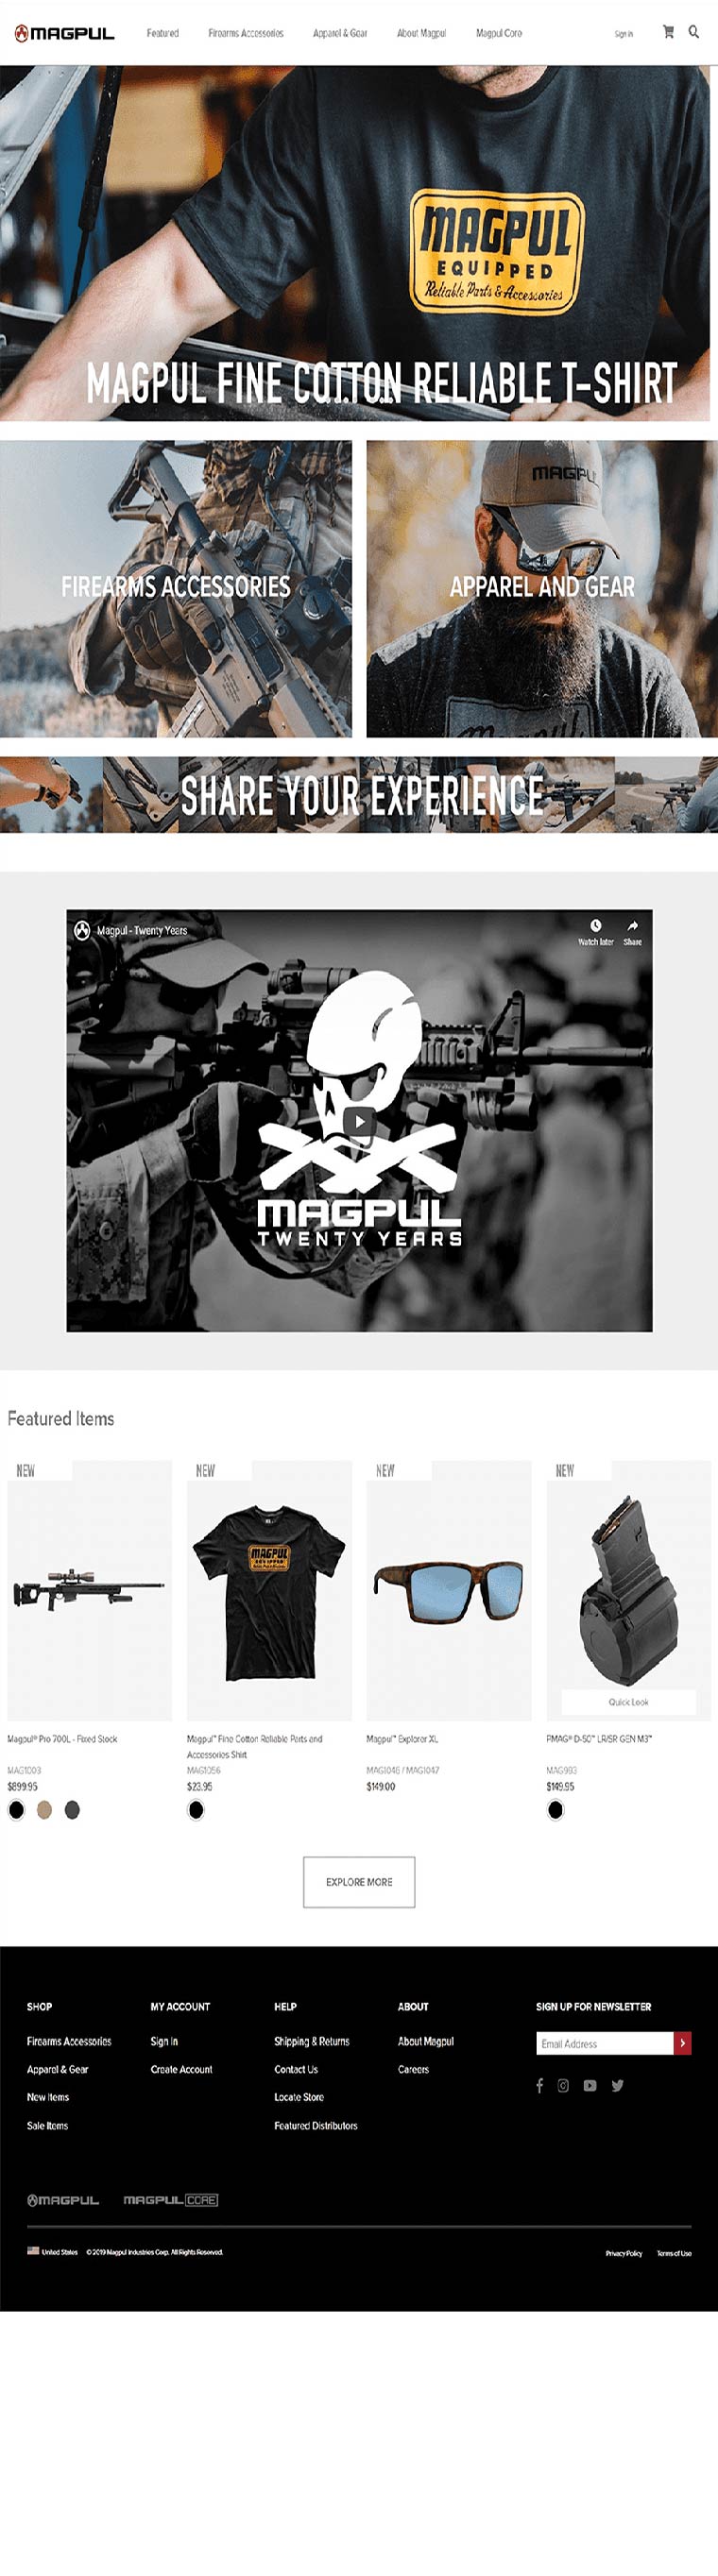 MAGPUL
Featured
Firearms Accessories
Apparel & Gear
About Magpul
Magpul Core
Sign In
MAGPUL
EQUIPPED
Reliable Parts & Accessories
MAGPUL FINE COTTON RELIABLE T-SHIRT
MAGPUL
FIREARMS ACCESSORIES
APPAREL AND GEAR
magpul
SHARE YOUR EXPERIENCE
Magpul - Twenty Years
Watch later
Share
MAGPUL
TWENTY YEARS
Featured Items
NEW
NEW
NEW
NEW
MAGPUL
EQUIPPED
Quick Look
Magpul® Pro 700L - Fixed Stock
MAG1003
$899.95
Magpul™ Fine Cotton Reliable Parts and
Accessories Shirt
MAG1056
$23.95
Magpul™ Explorer XL
MAG1046 / MAG1047
$149.00
PMAG® D-50™ LR/SR GEN M3™
MAG993
$149.95
EXPLORE MORE
SHOP
Firearms Accessories
Apparel & Gear
New Items
Sale Items
MY ACCOUNT
Sign In
Create Account
HELP
Shipping & Returns
Contact Us
Locate Store
Featured Distributors
ABOUT
About Magpul
Careers
SIGN UP FOR NEWSLETTER
Email Address
MAGPUL
MAGPUL CORE
United States
© 2019 Magpul Industries Corp. All Rights Reserved.
Privacy Policy
Terms of Use